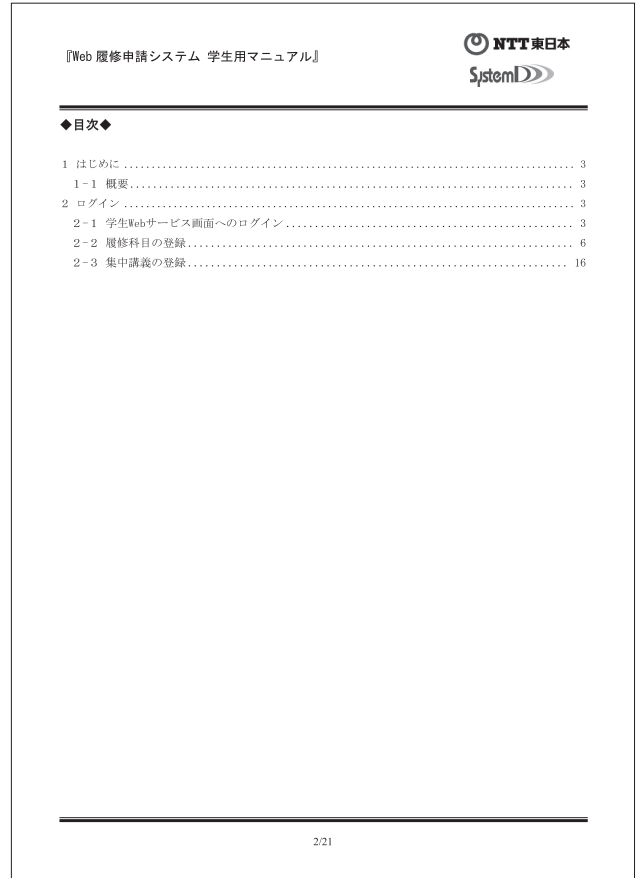 『Web 履修申請システム 学生用マニュアル』
NTT東日本
SystemD
◆目次◆
1 はじめに ................................................................................ 3
1-1 概要 ................................................................................ 3
2 ログイン ................................................................................ 3
2-1 学生Webサービス画面へのログイン ................................................................................ 3
2-2 履修科目の登録 ................................................................................ 6
2-3 集中講義の登録 ................................................................................ 16
2/21